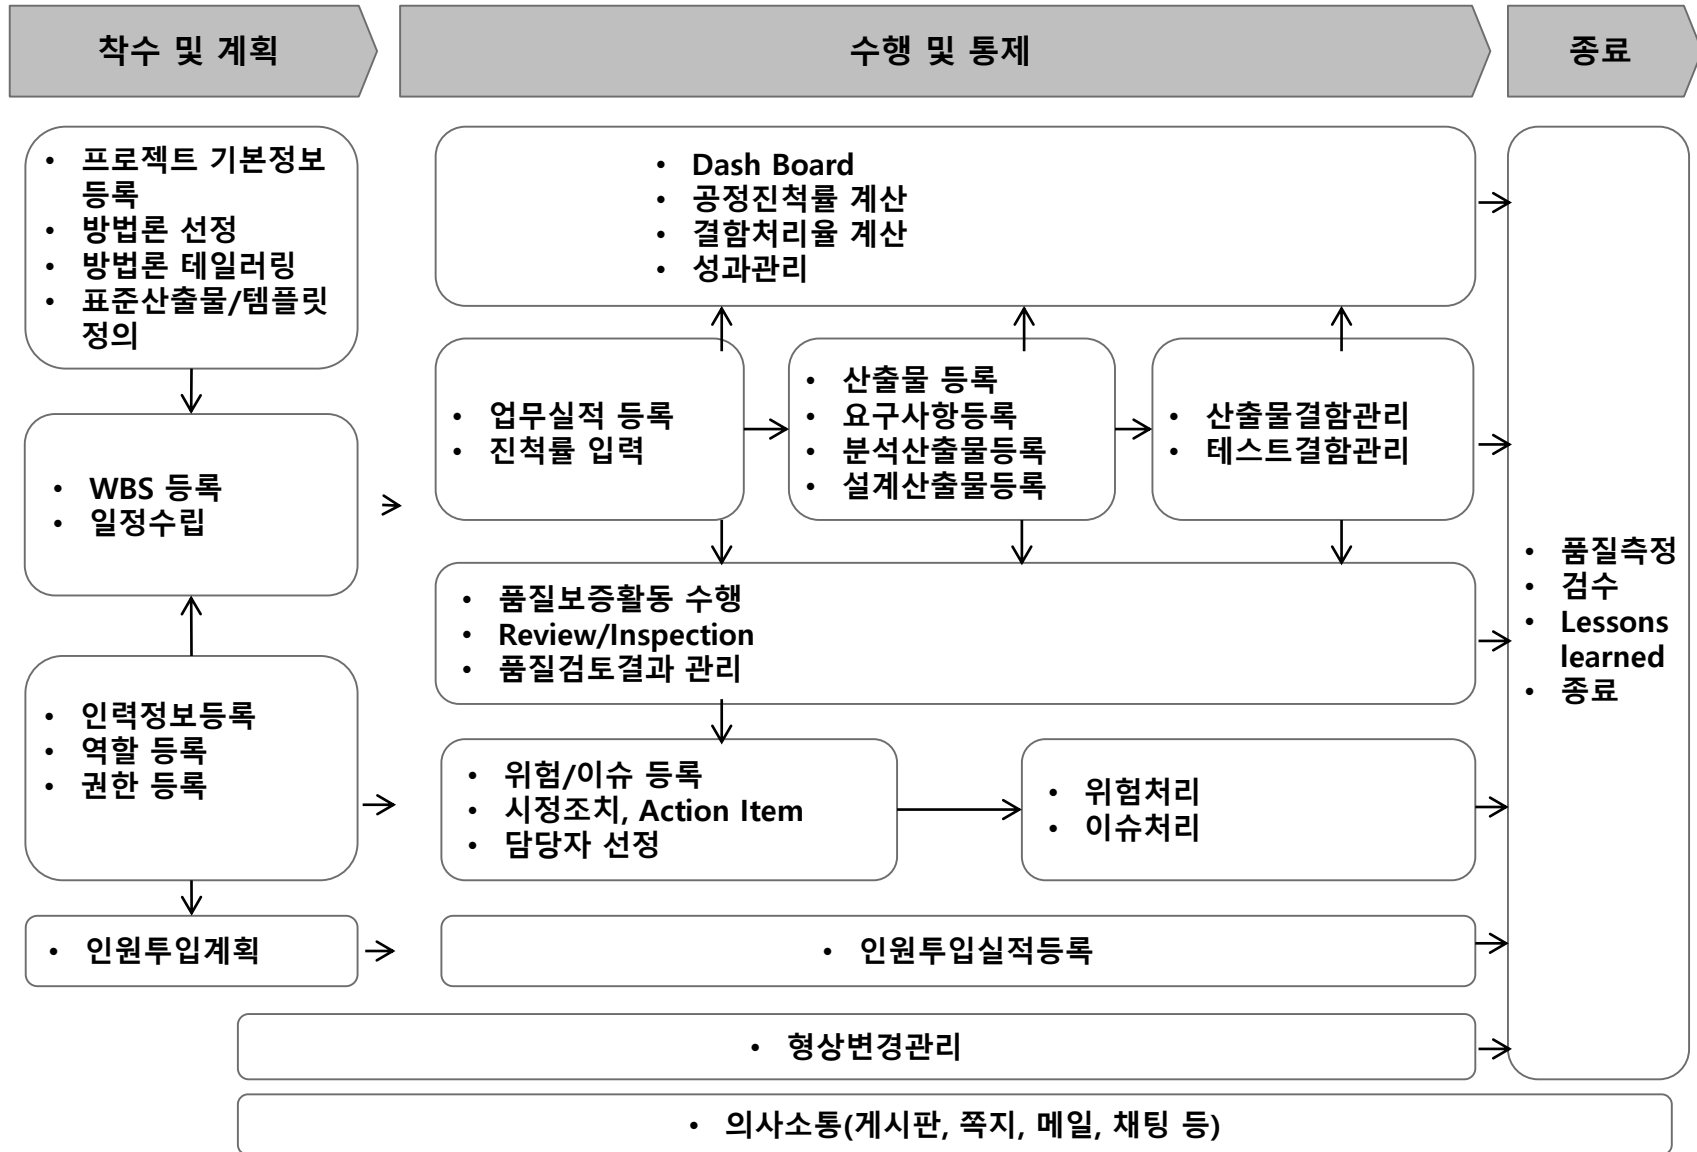 착수 및 계획
수행 및 통제
종료
• 프로젝트 기본정보
등록
• 방법론 선정
• 방법론 테일러링
• 표준산출물/템플릿
정의
• WBS 등록
• 일정수립
• 인력정보등록
• 역할 등록
• 권한 등록
• 인원투입계획
• Dash Board
• 공정진척률 계산
• 결함처리율 계산
• 성과관리
• 업무실적 등록
• 진척률 입력
• 산출물 등록
• 요구사항등록
• 분석산출물등록
• 설계산출물등록
• 산출물결함관리
• 테스트결함관리
• 품질보증활동 수행
• Review/Inspection
• 품질검토결과 관리
• 위험/이슈 등록
• 시정조치, Action Item
• 담당자 선정
• 위험처리
• 이슈처리
• 인원투입실적등록
• 품질측정
• 검수
• Lessons
learned
• 종료
• 형상변경관리
• 의사소통(게시판, 쪽지, 메일, 채팅 등)